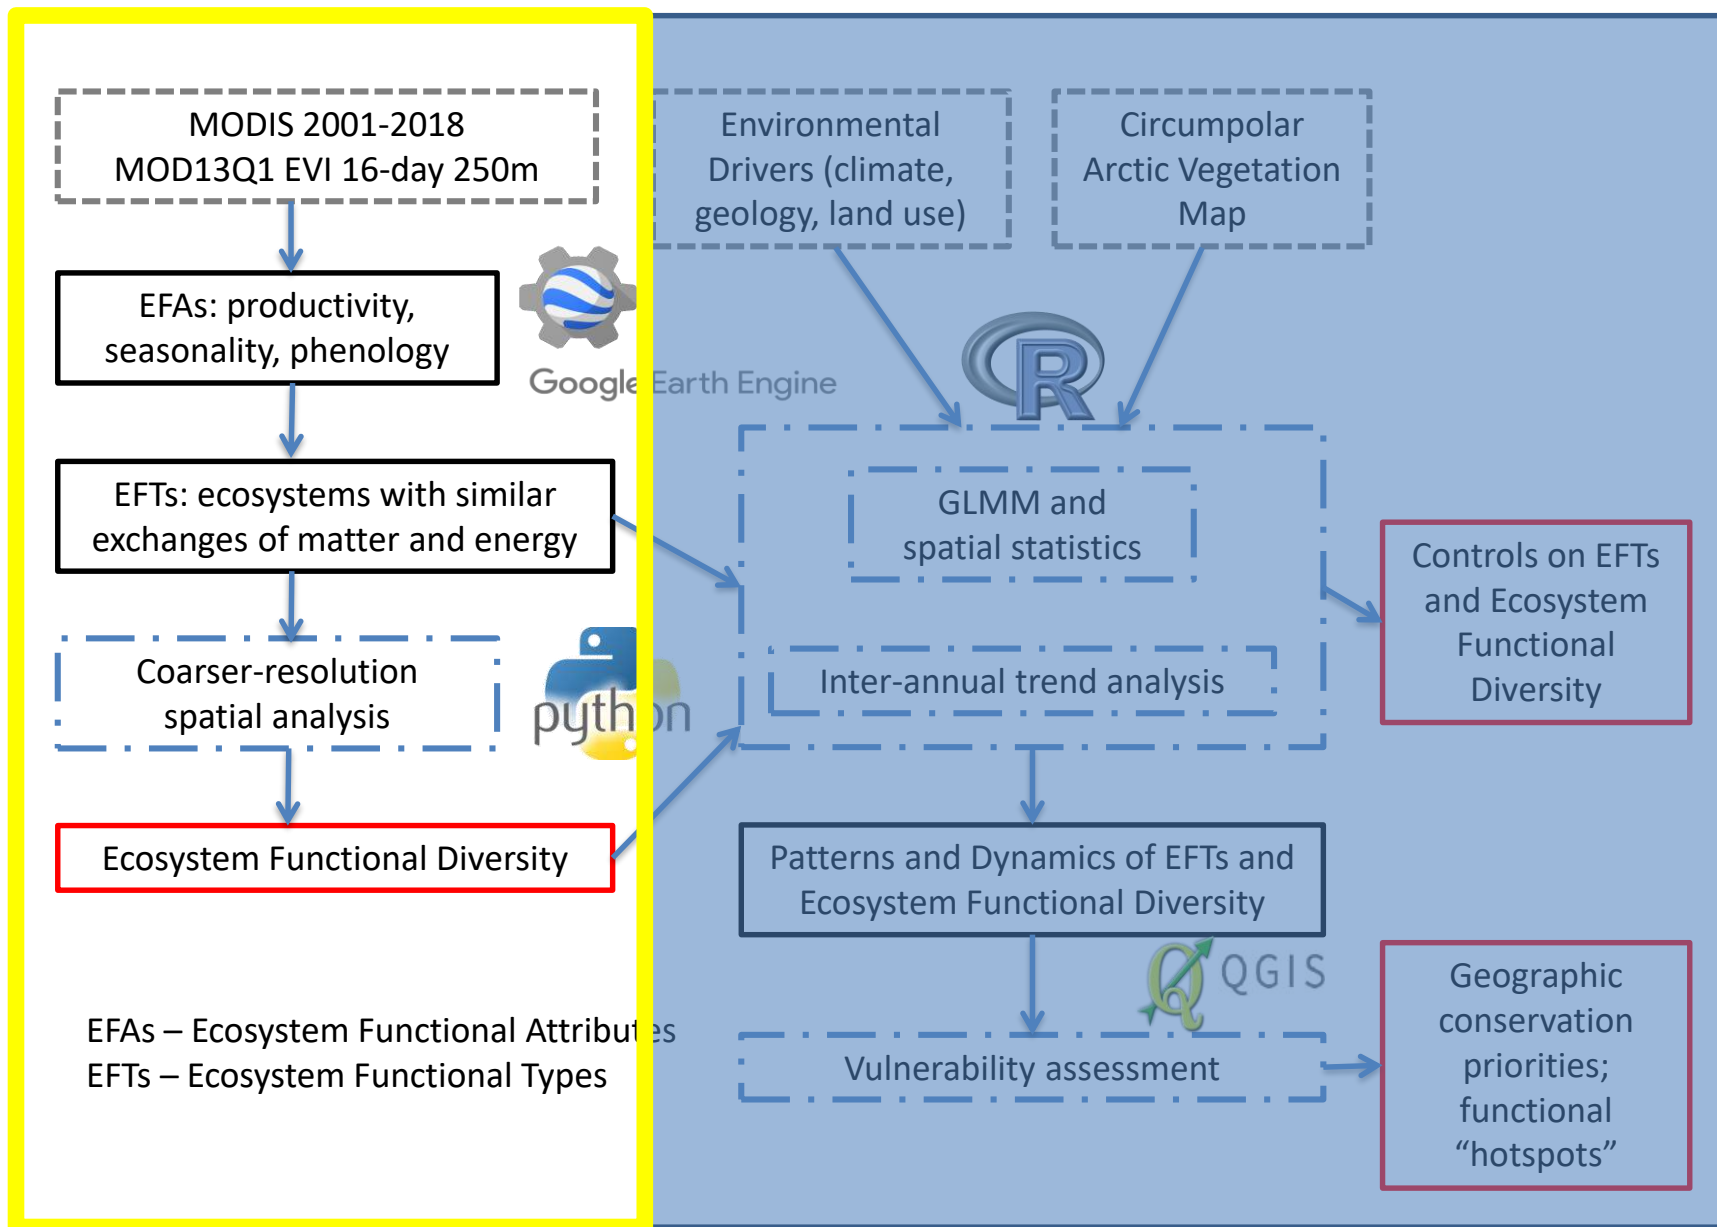 MODIS 2001-2018
MOD13Q1 EVI 16-day 250m
EFAs: productivity,
seasonality, phenology
Google Earth Engine
EFTs: ecosystems with similar
exchanges of matter and energy
Coarser-resolution
spatial analysis
python
Ecosystem Functional Diversity
EFAs – Ecosystem Functional Attributes
EFTs – Ecosystem Functional Types
Environmental
Drivers (climate,
geology, land use)
Circumpolar
Arctic Vegetation
Map
R
GLMM and
spatial statistics
Inter-annual trend analysis
Controls on EFTs
and Ecosystem
Functional
Diversity
Patterns and Dynamics of EFTs and
Ecosystem Functional Diversity
QGIS
Vulnerability assessment
Geographic
conservation
priorities;
functional
“hotspots”